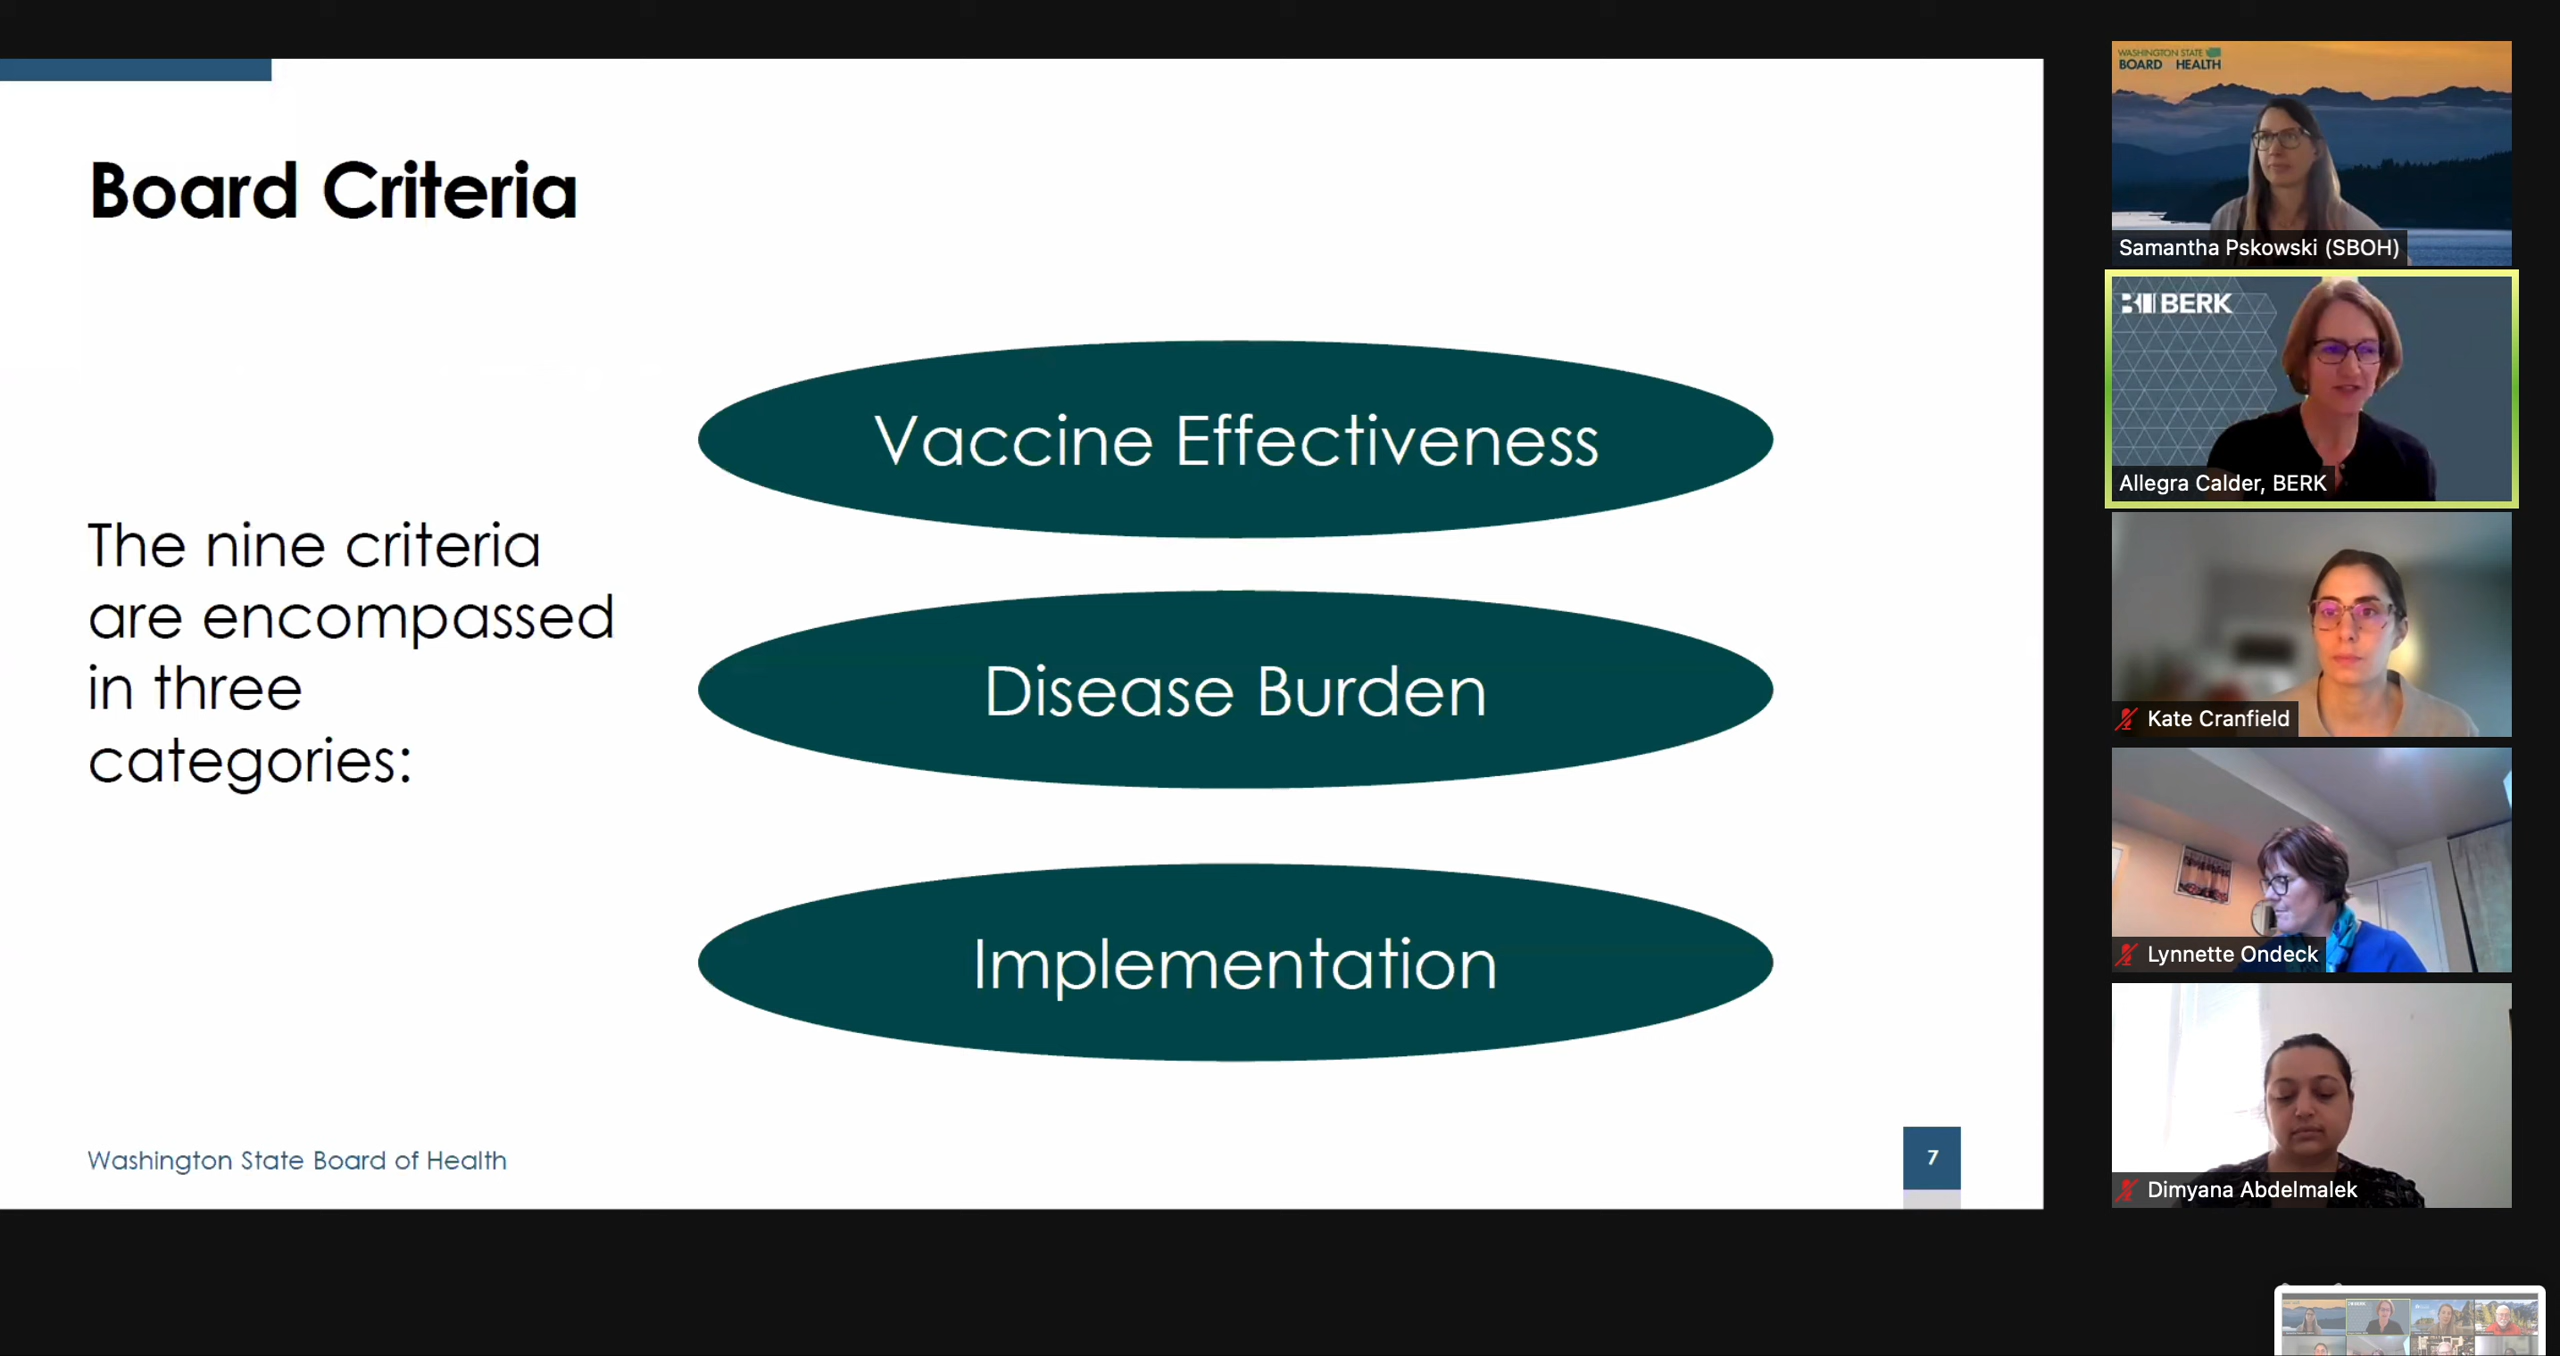 Board Criteria
The nine criteria
are encompassed
in three
categories:
Vaccine Effectiveness
Disease Burden
Implementation
Washington State Board of Health
7
WASHINGTON STATE
BOARD HEALTH
Samantha Pskowski (SBOH)
BERK
Allegra Calder, BERK
Kate Cranfield
Lynnette Ondeck
Dimyana Abdelmalek